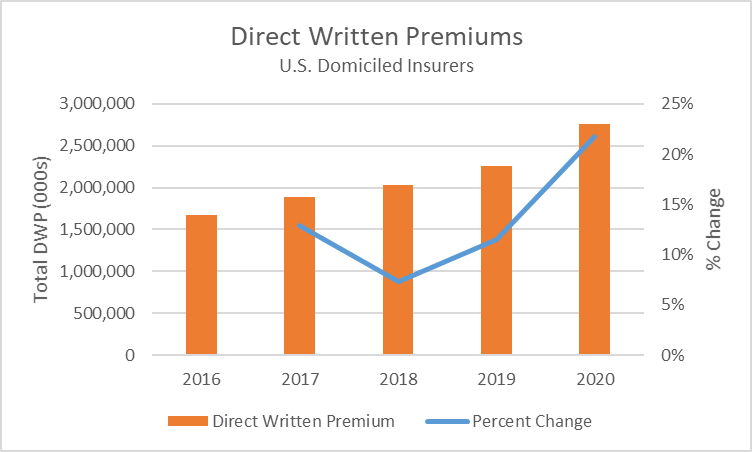 Direct Written Premiums
U.S. Domiciled Insurers
Total DWP (000s)
3,000,000
2,500,000
2,000,000
1,500,000
1,000,000
500,000
0
25%
20%
15%
10%
5%
0%
% Change
2016 2017 2018 2019 2020
Direct Written Premium Percent Change